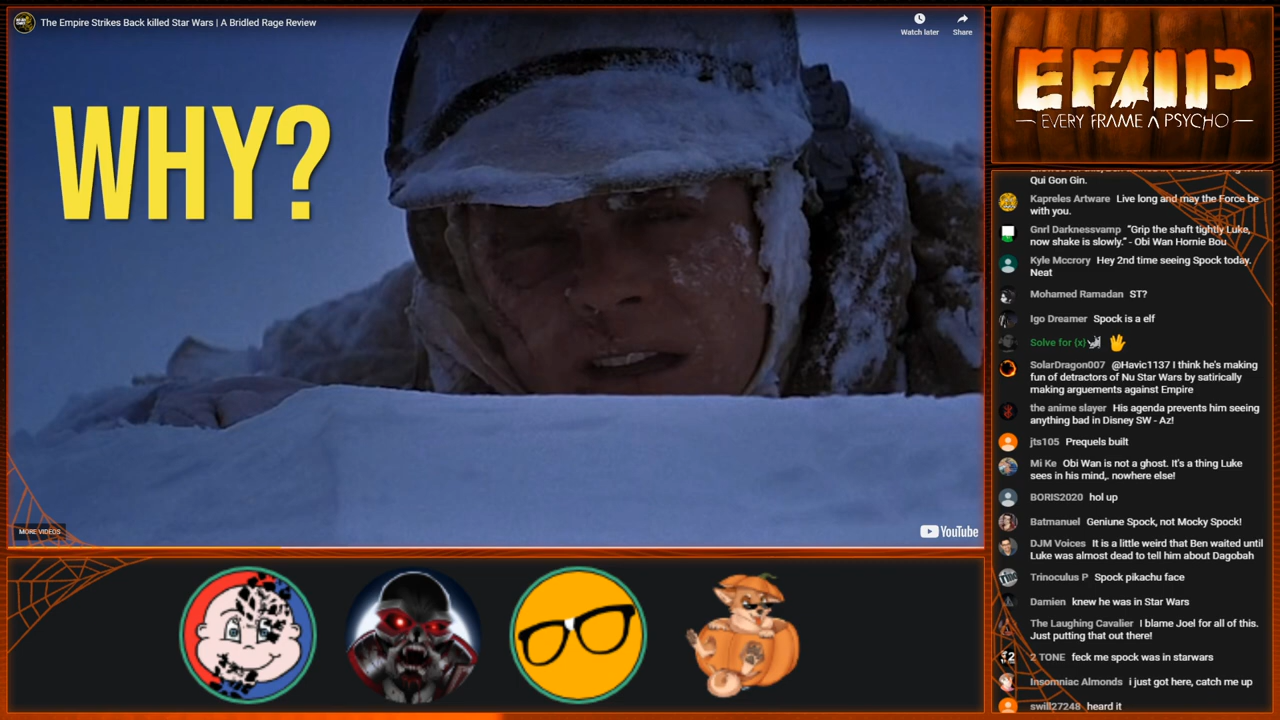 The Empire Strikes Back killed Star Wars | A Bridled Rage Review
Watch later
Share
WHY?
MORE VIDEOS
YouTube
EFAP
EVERY FRAME A PSYCHO
Qui Gon Gin.
Kapreles Artware Live long and may the Force be
with you.
Gnrl Darknessvamp “Grip the shaft tightly Luke,
now shake is slowly.” - Obi Wan Hornie Bou
Kyle Mccrory Hey 2nd time seeing Spock today.
Neat
Mohamed Ramadan ST?
Igo Dreamer Spock is a elf
Solve for (x) 🖖
SolarDragon007 @Havic1137 I think he's making
fun of detractors of Nu Star Wars by satirically
making arguements against Empire
the anime slayer His agenda prevents him seeing
anything bad in Disney SW - Az!
jts105 Prequels built
Mi Ke Obi Wan is not a ghost. It's a thing Luke
sees in his mind,. nowhere else!
BORIS2020 hol up
Batmanuel Geniune Spock, not Mocky Spock!
DJM Voices It is a little weird that Ben waited until
Luke was almost dead to tell him about Dagobah
Trinoculus P Spock pikachu face
Damien knew he was in Star Wars
The Laughing Cavalier I blame Joel for all of this.
Just putting that out there!
2 TONE feck me spock was in starwars
Insomniac Almonds i just got here, catch me up
swill27248 heard it